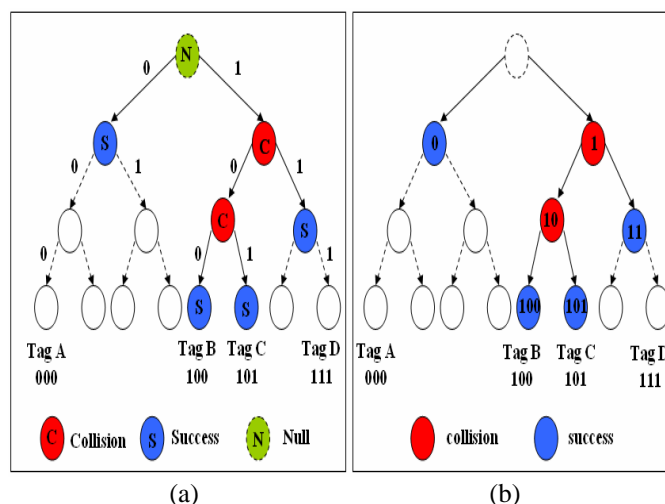 N
0
1
S
C
0
1
0
1
C
S
0
0
1
1
S
S
Tag A
000
Tag B
100
Tag C
101
Tag D
111
C Collision
S Success
N Null
(a)
0
1
10
11
100
101
Tag A
000
Tag B
100
Tag C
101
Tag D
111
collision
success
(b)